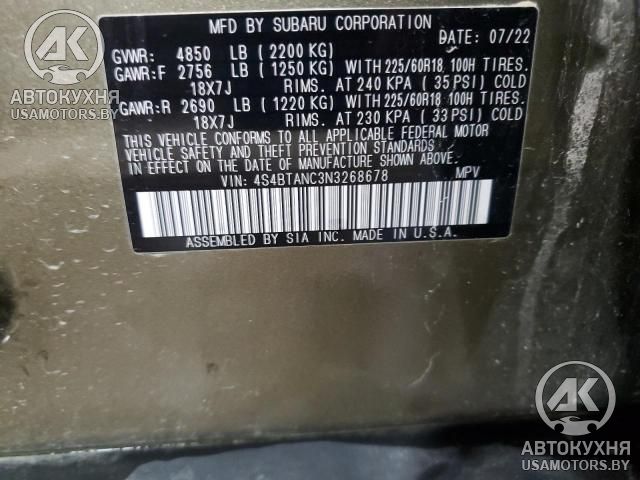 MFD BY SUBARU CORPORATION
DATE: 07/22
GVWR: 4850 LB ( 2200 KG)
GAWR:F 2756 LB ( 1250 KG) WITH 225/60R18 100H TIRES.
18X7J RIMS. AT 240 KPA ( 35 PSI) COLD
GAWR:R 2690 LB ( 1220 KG) WITH 225/60R18 100H TIRES.
18X7J RIMS. AT 230 KPA ( 33 PSI) COLD
THIS VEHICLE CONFORMS TO ALL APPLICABLE FEDERAL MOTOR
VEHICLE SAFETY AND THEFT PREVENTION STANDARDS
IN EFFECT ON THE DATE OF MANUFACTURE SHOWN ABOVE.
VIN: 4S4BTANC3N3268678 MPV
ASSEMBLED BY SIA INC. MADE IN U.S.A.
АК
АВТОКУХНЯ
USAMOTORS.BY
АК
АВТОКУХНЯ
USAMOTORS.BY